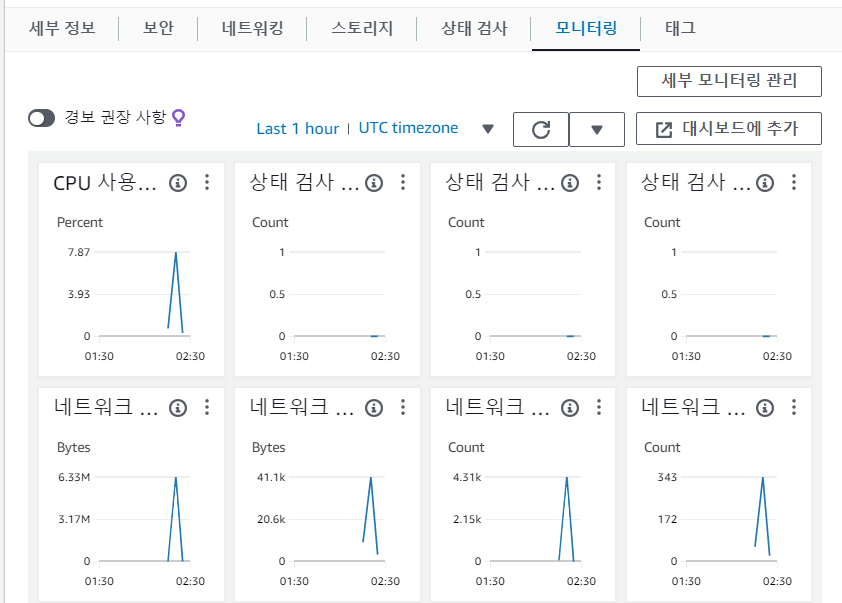 세부 정보 보안 네트워킹 스토리지 상태 검사 모니터링 태그
세부 모니터링 관리
경보 권장 사항
Last 1 hour | UTC timezone
대시보드에 추가
CPU 사용... 상태 검사 ... 상태 검사 ... 상태 검사 ...
Percent Count Count Count
7.87 1 1 1
3.93 0.5 0.5 0.5
0 0 0 0
01:30 02:30 01:30 02:30 01:30 02:30 01:30 02:30
네트워크 ... 네트워크 ... 네트워크 ... 네트워크 ...
Bytes Bytes Count Count
6.33M 41.1k 4.31k 343
3.17M 20.6k 2.15k 172
0 0 0 0
01:30 02:30 01:30 02:30 01:30 02:30 01:30 02:30